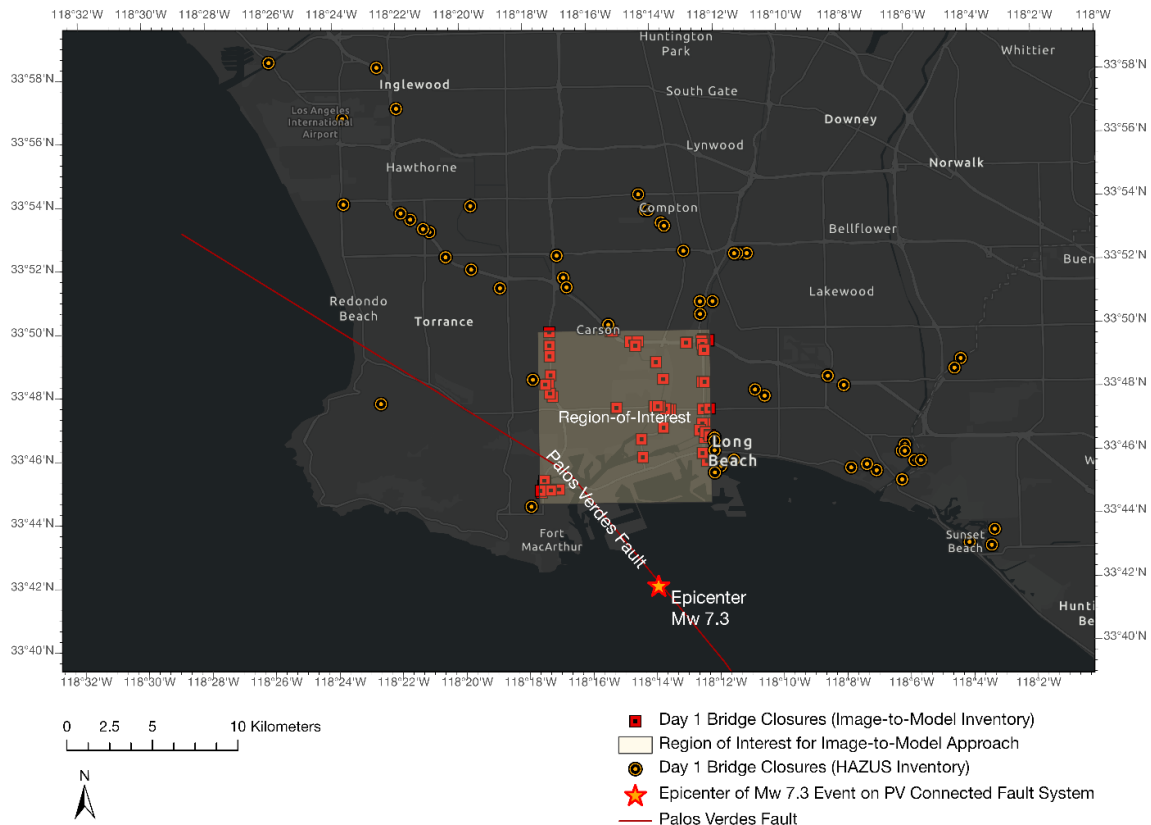 118°32'W 118°30'W 118°28'W 118°26'W 118°24'W 118°22'W 118°20'W 118°18'W 118°16'W 118°14'W 118°12'W 118°10'W 118°8'W 118°6'W 118°4'W 118°2'W 118°W
Huntington
Park
Whittier
33°58'N
33°58'N
Inglewood
South Gate
Los Angeles
International
Airport
Downey
33°56'N
33°56'N
Lynwood
Norwalk
Hawthorne
33°54'N
33°54'N
Compton
Bellflower
33°52'N
33°52'N
Buen
Lakewood
Redondo
Beach
Torrance
33°50'N
33°50'N
Carson
33°48'N
33°48'N
Region-of-Interest
Long
Beach
33°46'N
33°46'N
W
Palos Verdes Fault
33°44'N
33°44'N
Fort
MacArthur
Sunset
Beach
33°42'N
33°42'N
Epicenter
Mw 7.3
Hunti
Be
33°40'N
33°40'N
118°32'W 118°30'W 118°28'W 118°26'W 118°24'W 118°22'W 118°20'W 118°18'W 118°16'W 118°14'W 118°12'W 118°10'W 118°8'W 118°6'W 118°4'W 118°2'W
0 2.5 5 10 Kilometers
N
Day 1 Bridge Closures (Image-to-Model Inventory)
Region of Interest for Image-to-Model Approach
Day 1 Bridge Closures (HAZUS Inventory)
Epicenter of Mw 7.3 Event on PV Connected Fault System
Palos Verdes Fault